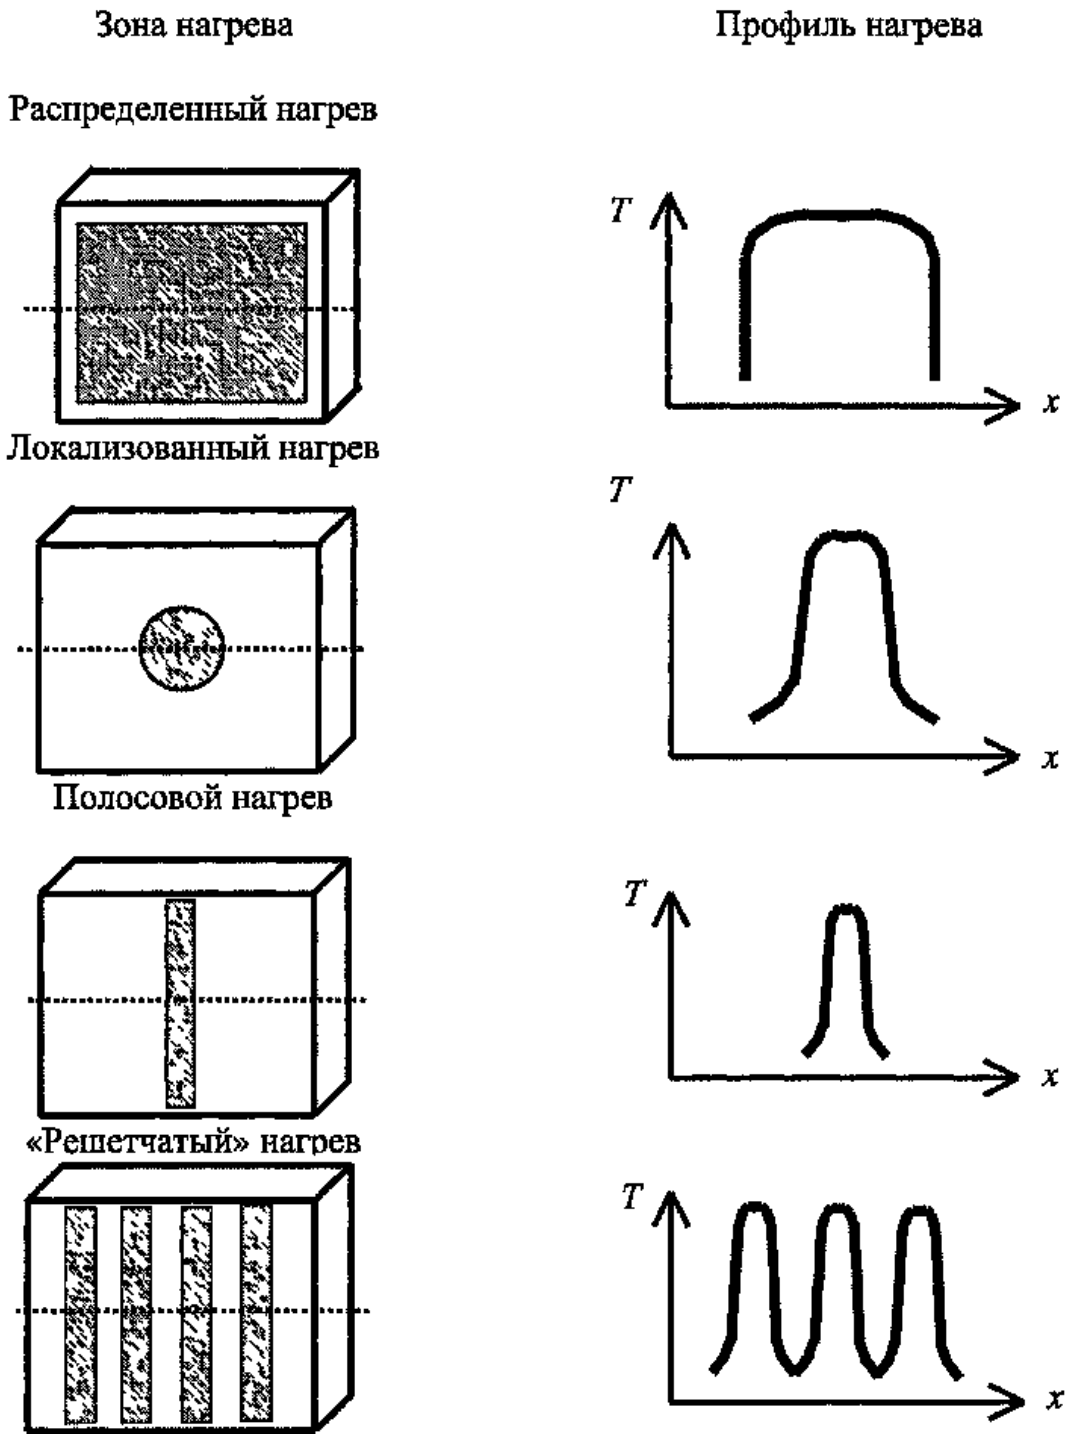 Зона нагрева
Профиль нагрева
Распределенный нагрев
T
x
Локализованный нагрев
T
x
Полосовой нагрев
T
x
«Решетчатый» нагрев
T
x